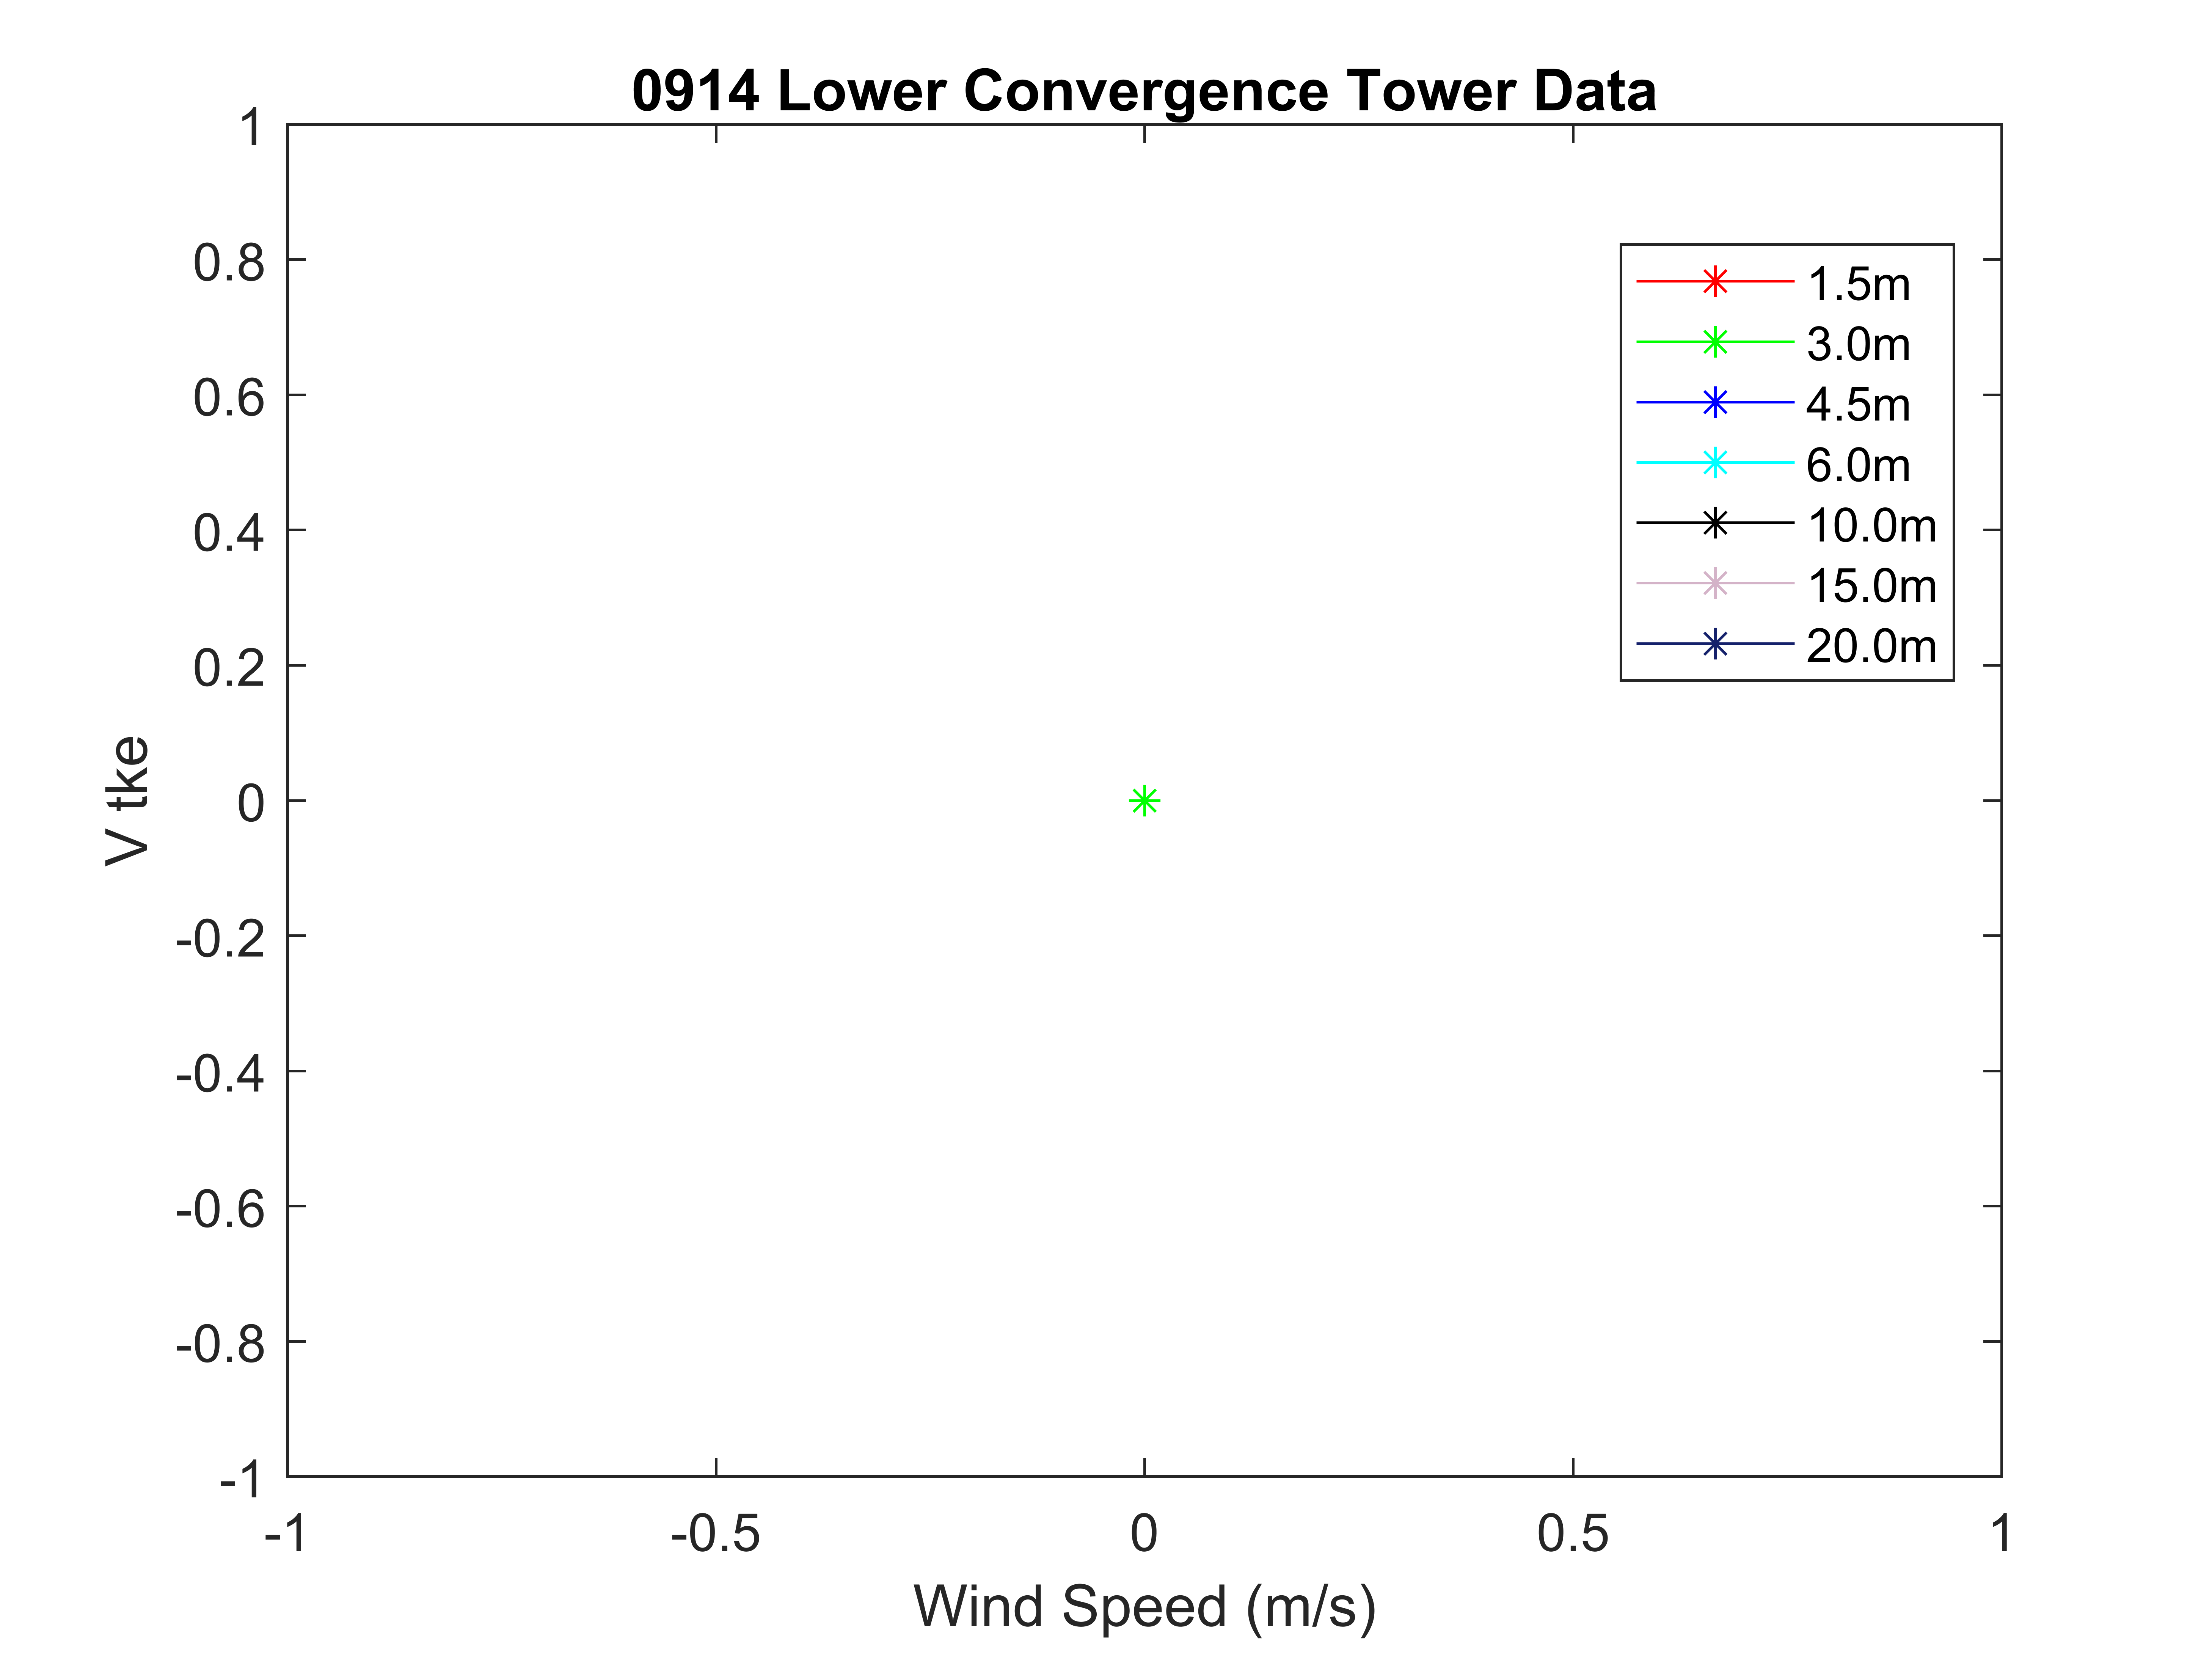 0914 Lower Convergence Tower Data
1
0.8
0.6
0.4
0.2
0
-0.2
-0.4
-0.6
-0.8
-1
V tke
1.5m
3.0m
4.5m
6.0m
10.0m
15.0m
20.0m
-1 -0.5 0 0.5 1
Wind Speed (m/s)